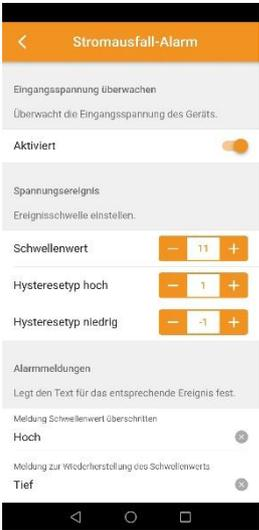 Stromausfall-Alarm
Eingangsspannung überwachen
Überwacht die Eingangsspannung des Geräts.
Aktiviert
Spannungsereignis
Ereignisschwelle einstellen.
Schwellenwert − 11 +
Hysteresetyp hoch − 1 +
Hysteresetyp niedrig − -1 +
Alarmmeldungen
Legt den Text für das entsprechende Ereignis fest.
Meldung Schwellenwert überschritten
Hoch
Meldung zur Wiederherstellung des Schwellenwerts
Tief